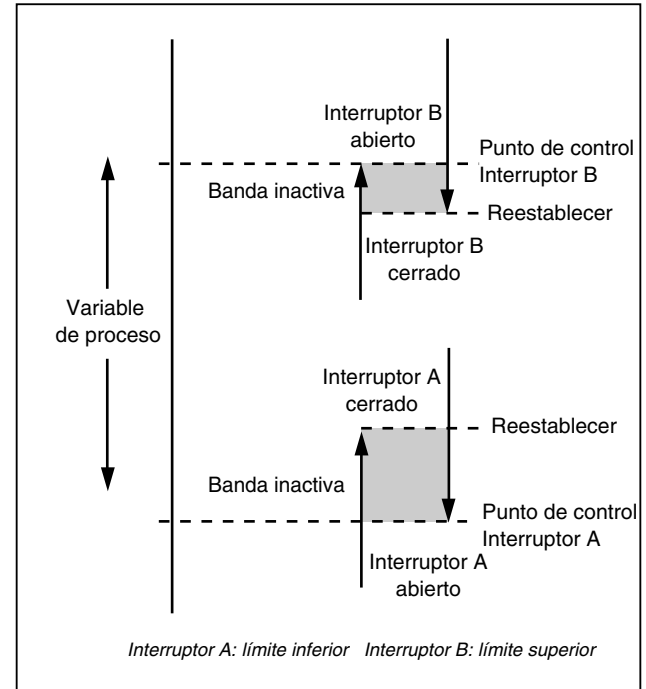 Interruptor B
abierto
Punto de control
Interruptor B
Banda inactiva
Reestablecer
Interruptor B
cerrado
Variable
de proceso
Interruptor A
cerrado
Reestablecer
Banda inactiva
Punto de control
Interruptor A
Interruptor A
abierto
Interruptor A: límite inferior Interruptor B: límite superior